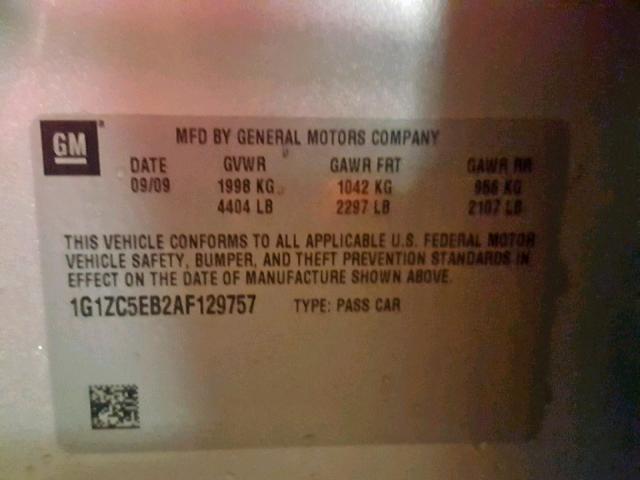 GM® MFD BY GENERAL MOTORS COMPANY
DATE GVWR GAWR FRT GAWR RR
09/09 1998 KG 1042 KG 956 KG
4404 LB 2297 LB 2107 LB
THIS VEHICLE CONFORMS TO ALL APPLICABLE U.S. FEDERAL MOTOR
VEHICLE SAFETY, BUMPER, AND THEFT PREVENTION STANDARDS IN
EFFECT ON THE DATE OF MANUFACTURE SHOWN ABOVE.
1G1ZC5EB2AF129757 TYPE: PASS CAR